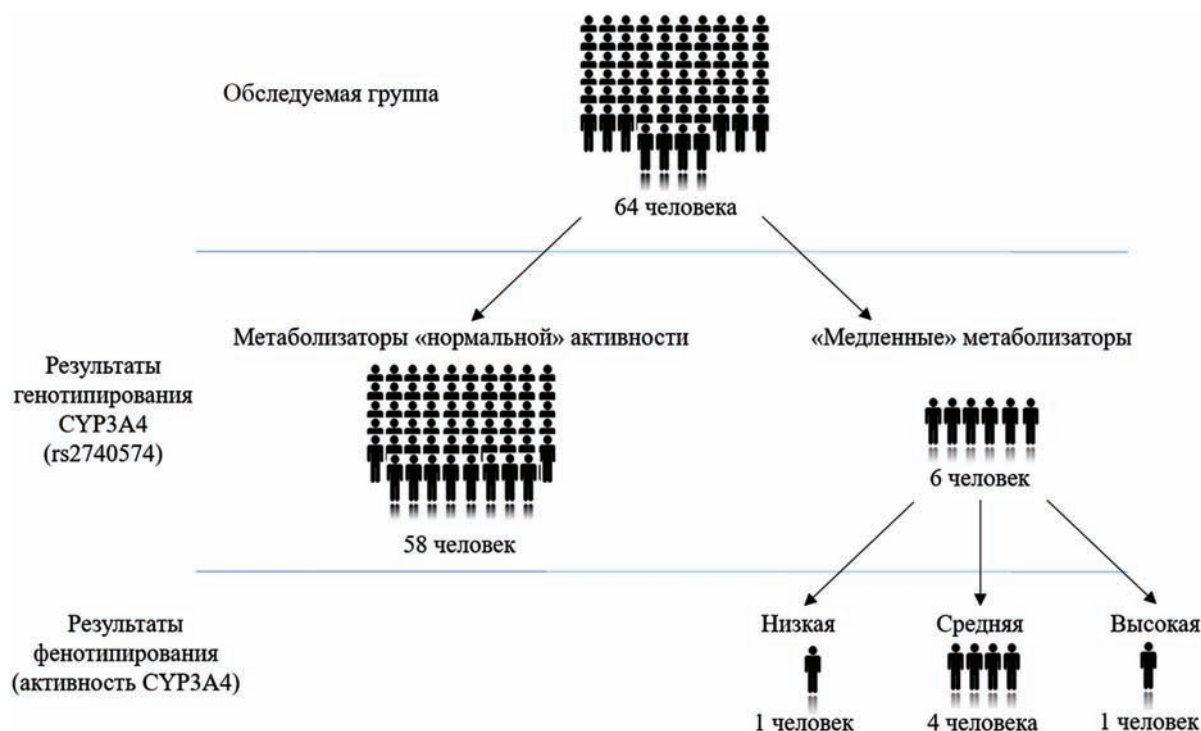 Обследуемая группа
64 человека
Метаболизаторы «нормальной» активности
«Медленные» метаболизаторы
Результаты
генотипирования
CYP3A4
(rs2740574)
6 человек
58 человек
Результаты
фенотипирования
(активность CYP3A4)
Низкая
Средняя
Высокая
1 человек
4 человека
1 человек